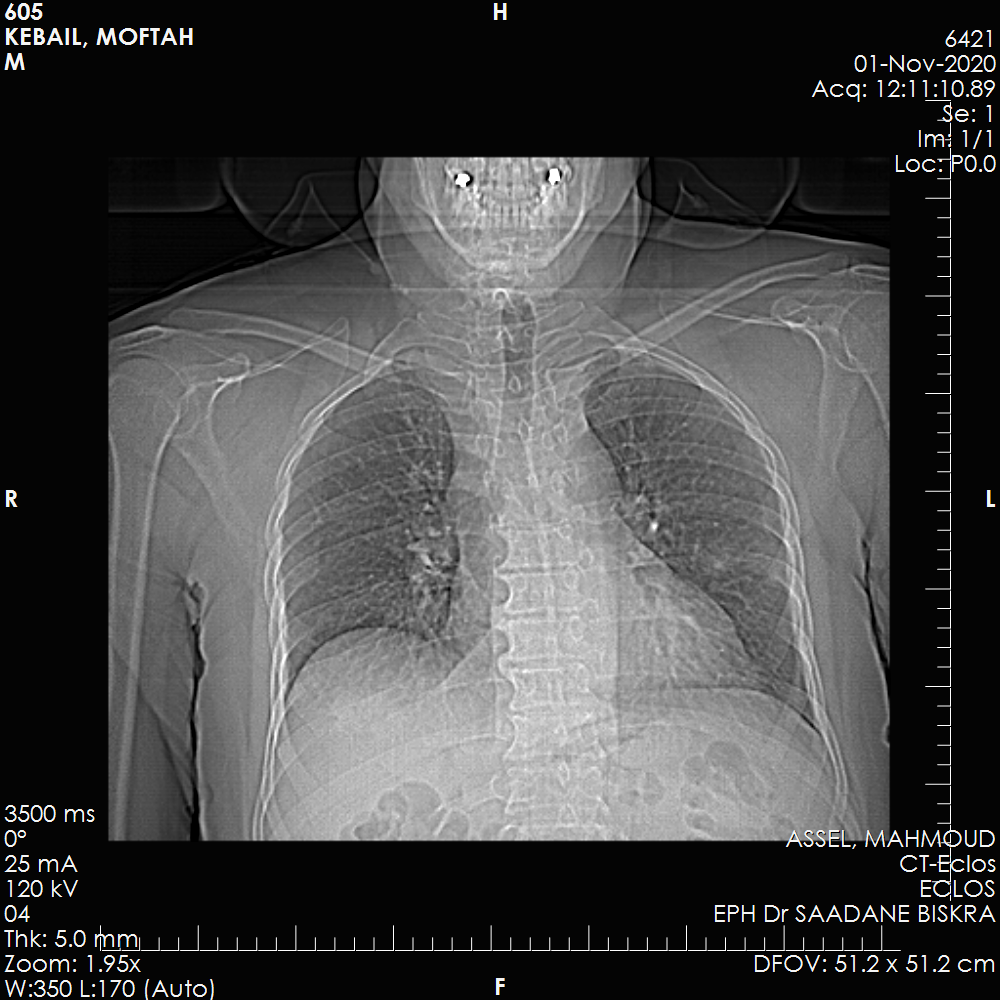 605
KEBAIL, MOFTAH
M
H
6421
01-Nov-2020
Acq: 12:11:10.89
Se: 1
Im: 1/1
Loc: P0.0
R
L
3500 ms
0°
25 mA
120 kV
04
Thk: 5.0 mm
Zoom: 1.95x
W:350 L:170 (Auto)
F
ASSEL, MAHMOUD
CT-Eclos
ECLOS
EPH Dr SAADANE BISKRA
DFOV: 51.2 x 51.2 cm